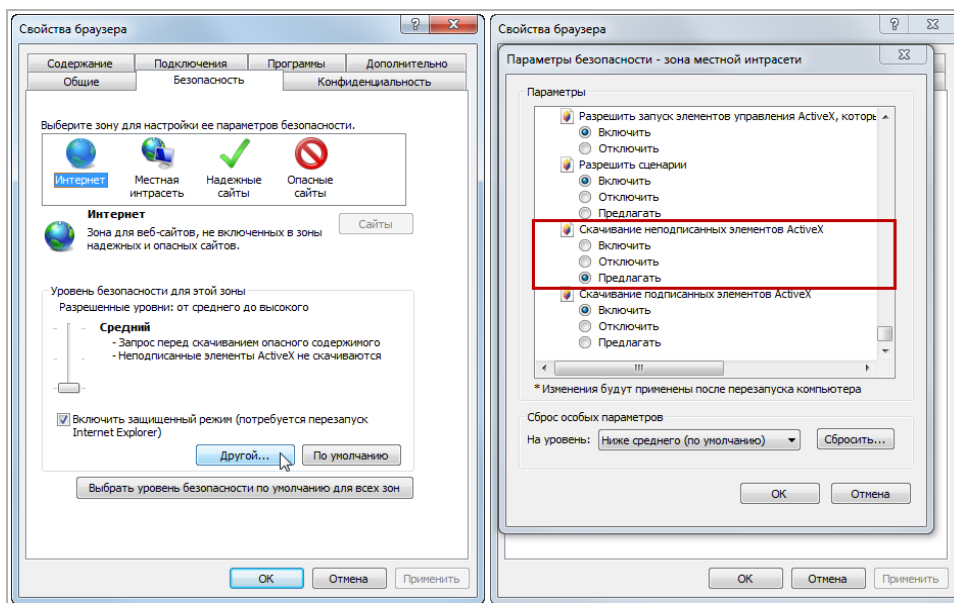 Свойства браузера
Содержание
Подключения
Программы
Дополнительно
Общие
Безопасность
Конфиденциальность
Выберите зону для настройки ее параметров безопасности.
Интернет
Местная
интрасеть
Надежные
сайты
Опасные
сайты
Интернет
Зона для веб-сайтов, не включенных в зоны
надежных и опасных сайтов.
Сайты
Уровень безопасности для этой зоны
Разрешенные уровни: от среднего до высокого
Средний
- Запрос перед скачиванием опасного содержимого
- Неподписанные элементы ActiveX не скачиваются
Включить защищенный режим (потребуется перезапуск
Internet Explorer)
Другой...
По умолчанию
Выбрать уровень безопасности по умолчанию для всех зон
ОК
Отмена
Применить
Свойства браузера
Параметры безопасности - зона местной интрасети
Параметры
Разрешить запуск элементов управления ActiveX, которы
Включить
Отключить
Разрешить сценарии
Включить
Отключить
Предлагать
Скачивание неподписанных элементов ActiveX
Включить
Отключить
Предлагать
Скачивание подписанных элементов ActiveX
Включить
Отключить
Предлагать
* Изменения будут применены после перезапуска компьютера
Сброс особых параметров
На уровень:
Ниже среднего (по умолчанию)
Сбросить...
ОК
Отмена
ОК
Отмена
Применить